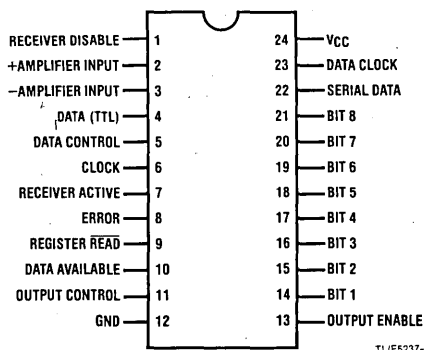 RECEIVER DISABLE 1 24 VCC
+AMPLIFIER INPUT 2 23 DATA CLOCK
−AMPLIFIER INPUT 3 22 SERIAL DATA
DATA (TTL) 4 21 BIT 8
DATA CONTROL 5 20 BIT 7
CLOCK 6 19 BIT 6
RECEIVER ACTIVE 7 18 BIT 5
ERROR 8 17 BIT 4
REGISTER R̅E̅A̅D̅ 9 16 BIT 3
DATA AVAILABLE 10 15 BIT 2
OUTPUT CONTROL 11 14 BIT 1
GND 12 13 OUTPUT ENABLE